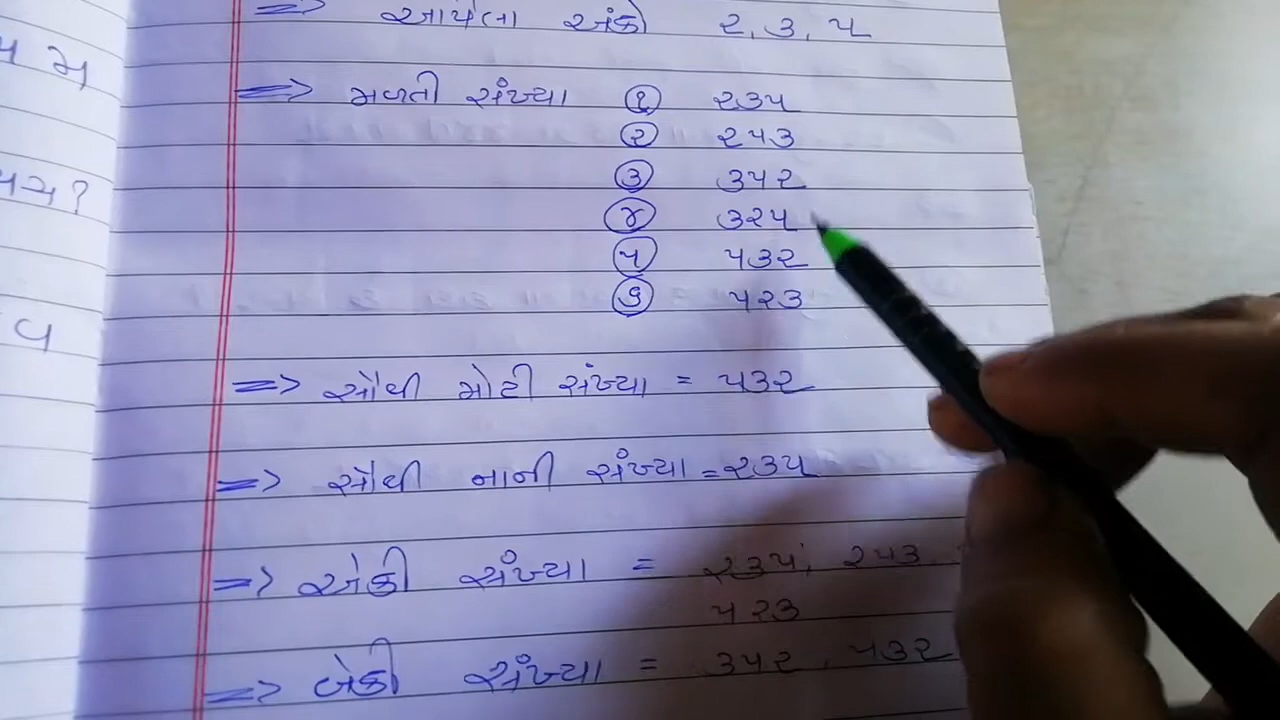 ⇒ આપેલા અંકો ૨, ૩, ૫
⇒ મળતી સંખ્યા ૧ ૨૩૫
૨ ૨૫૩
૩ ૩૫૨
૪ ૩૨૫
૫ ૫૩૨
૬ ૫૨૩
⇒ સૌથી મોટી સંખ્યા = ૫૩૨
⇒ સૌથી નાની સંખ્યા = ૨૩૫
⇒ એકી સંખ્યા = ૨૩૫, ૨૫૩
૫૨૩
⇒ બેકી સંખ્યા = ૩૫૨, ૫૩૨